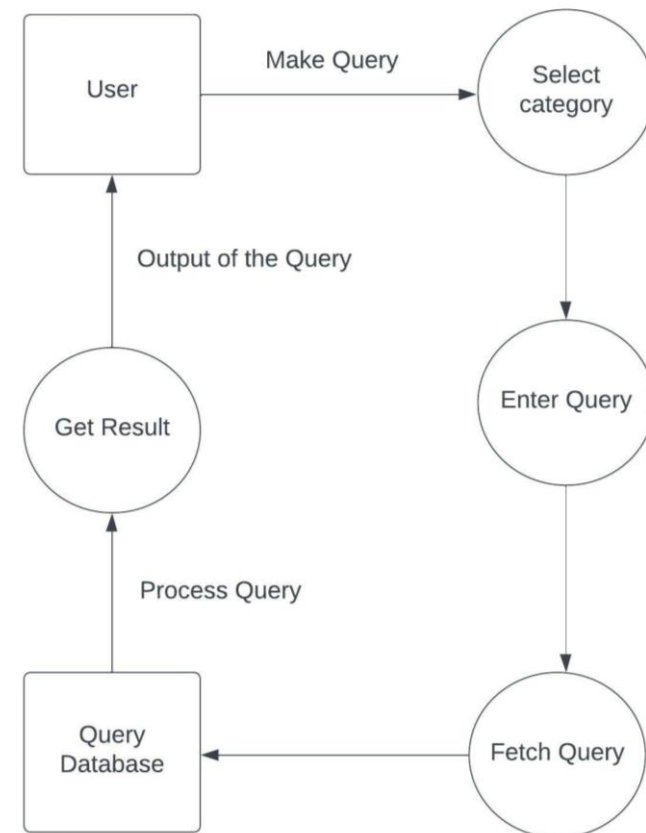 User
Make Query
Select
category
Output of the Query
Enter Query
Get Result
Process Query
Query
Database
Fetch Query